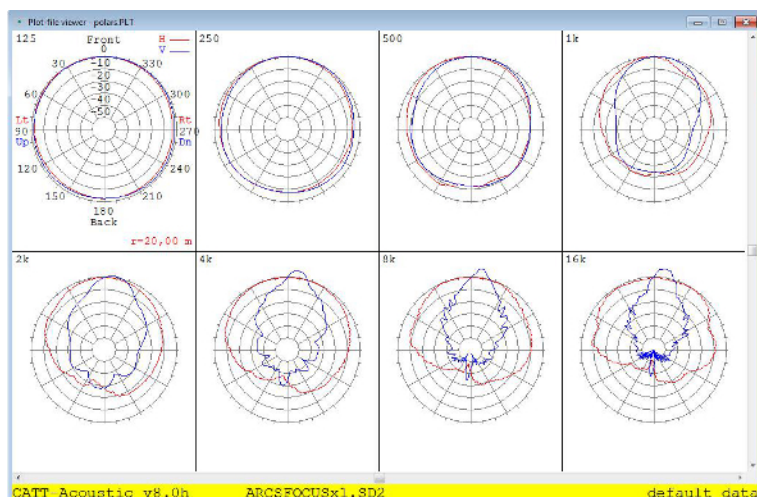 Plot-file viewer - polars.PLT
125 Front H
0 V
-10
30 330
-20
-30
60 -40 300
-50
Lt Rt
90 270
Up Dn
120 240
150 210
180
Back
r=20,00 m
250
500
1k
2k
4k
8k
16k
CATT-Acoustic v8.0h ARCSFOCUSx1.SD2 default data